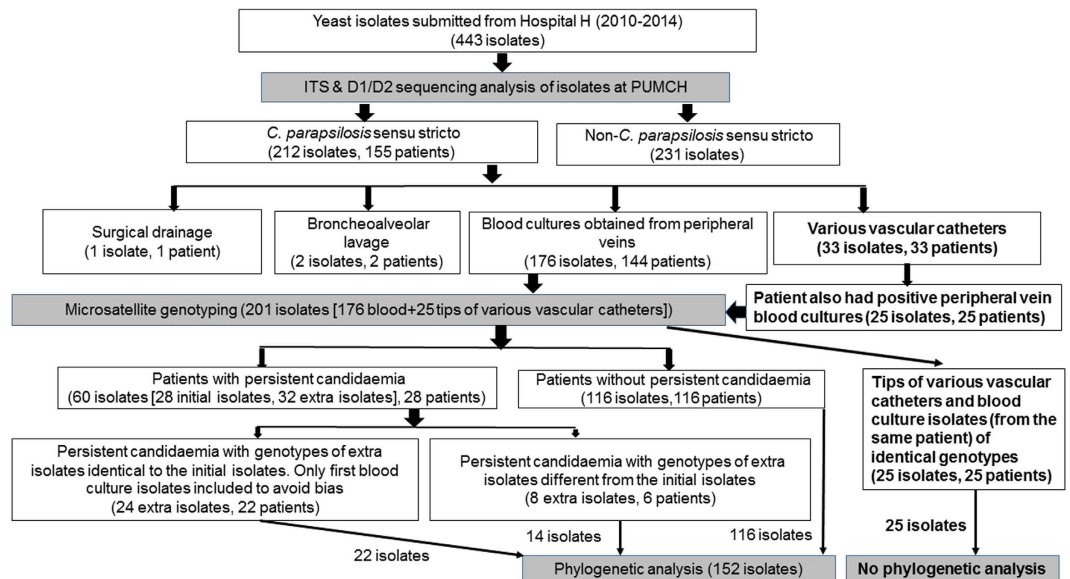 Yeast isolates submitted from Hospital H (2010-2014)
(443 isolates)
ITS & D1/D2 sequencing analysis of isolates at PUMCH
C. parapsilosis sensu stricto
(212 isolates, 155 patients)
Non-C. parapsilosis sensu stricto
(231 isolates)
Surgical drainage
(1 isolate, 1 patient)
Broncheoalveolar
lavage
(2 isolates, 2 patients)
Blood cultures obtained from peripheral
veins
(176 isolates, 144 patients)
Various vascular catheters
(33 isolates, 33 patients)
Patient also had positive peripheral vein
blood cultures (25 isolates, 25 patients)
Microsatellite genotyping (201 isolates [176 blood+25 tips of various vascular catheters])
Patients with persistent candidaemia
(60 isolates [28 initial isolates, 32 extra isolates], 28 patients)
Patients without persistent candidaemia
(116 isolates, 116 patients)
Tips of various vascular
catheters and blood
culture isolates (from the
same patient) of
identical genotypes
(25 isolates, 25 patients)
Persistent candidaemia with genotypes of extra
isolates identical to the initial isolates. Only first blood
culture isolates included to avoid bias
(24 extra isolates, 22 patients)
Persistent candidaemia with genotypes of extra
isolates different from the initial isolates
(8 extra isolates, 6 patients)
22 isolates
14 isolates
116 isolates
25 isolates
Phylogenetic analysis (152 isolates)
No phylogenetic analysis